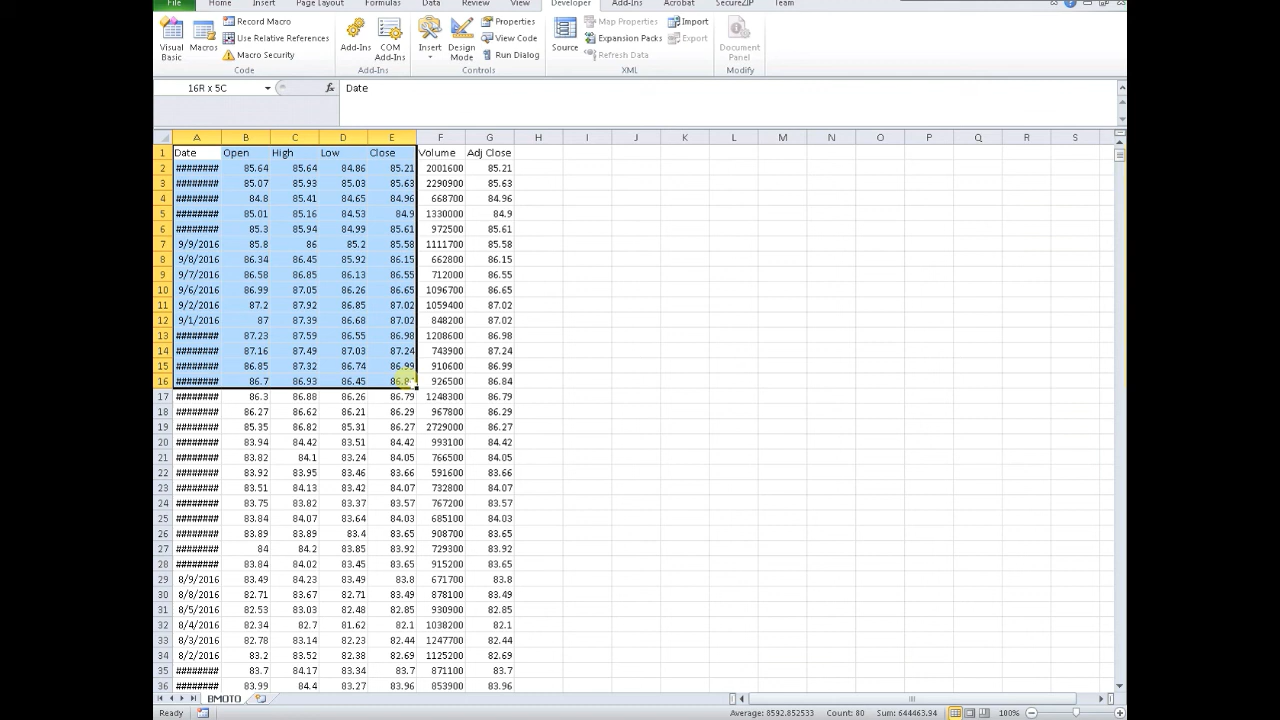 File Home Insert Page Layout Formulas Data Review View Developer Add-Ins Acrobat SecureZIP Team
Visual Basic
Macros
Record Macro
Use Relative References
Macro Security
Code
Add-Ins
COM Add-Ins
Add-Ins
Insert
Design Mode
Properties
View Code
Run Dialog
Controls
Source
Map Properties
Expansion Packs
Refresh Data
Import
Export
XML
Document Panel
Modify
16R x 5C fx Date
A B C D E F G H I J K L M N O P Q R S
1 Date Open High Low Close Volume Adj Close
2 ######## 85.64 85.64 84.86 85.21 2001600 85.21
3 ######## 85.07 85.93 85.03 85.63 2290900 85.63
4 ######## 84.8 85.41 84.65 84.96 668700 84.96
5 ######## 85.01 85.16 84.53 84.9 1330000 84.9
6 ######## 85.3 85.94 84.99 85.61 972500 85.61
7 9/9/2016 85.8 86 85.2 85.58 1111700 85.58
8 9/8/2016 86.34 86.45 85.92 86.15 662800 86.15
9 9/7/2016 86.58 86.85 86.13 86.55 712000 86.55
10 9/6/2016 86.99 87.05 86.26 86.65 1096700 86.65
11 9/2/2016 87.2 87.92 86.85 87.02 1059400 87.02
12 9/1/2016 87 87.39 86.68 87.02 848200 87.02
13 ######## 87.23 87.59 86.55 86.98 1208600 86.98
14 ######## 87.16 87.49 87.03 87.24 743900 87.24
15 ######## 86.85 87.32 86.74 86.99 910600 86.99
16 ######## 86.7 86.93 86.45 926500 86.84
17 ######## 86.3 86.88 86.26 86.79 1248300 86.79
18 ######## 86.27 86.62 86.21 86.29 967800 86.29
19 ######## 85.35 86.82 85.31 86.27 2729000 86.27
20 ######## 83.94 84.42 83.51 84.42 993100 84.42
21 ######## 83.82 84.1 83.24 84.05 766500 84.05
22 ######## 83.92 83.95 83.46 83.66 591600 83.66
23 ######## 83.51 84.13 83.42 84.07 732800 84.07
24 ######## 83.75 83.82 83.37 83.57 767200 83.57
25 ######## 83.84 84.07 83.64 84.03 685100 84.03
26 ######## 83.89 83.89 83.4 83.65 908700 83.65
27 ######## 84 84.2 83.85 83.92 729300 83.92
28 ######## 83.84 84.02 83.45 83.65 915200 83.65
29 8/9/2016 83.49 84.23 83.49 83.8 671700 83.8
30 8/8/2016 82.71 83.67 82.71 83.49 878100 83.49
31 8/5/2016 82.53 83.03 82.48 82.85 930900 82.85
32 8/4/2016 82.34 82.7 81.62 82.1 1038200 82.1
33 8/3/2016 82.78 83.14 82.23 82.44 1247700 82.44
34 8/2/2016 83.2 83.52 82.38 82.69 1125200 82.69
35 ######## 83.7 84.17 83.34 83.7 871100 83.7
36 ######## 83.99 84.4 83.27 83.96 853900 83.96
BMOTO
Ready Average: 8592.852533 Count: 80 Sum: 644463.94 100%